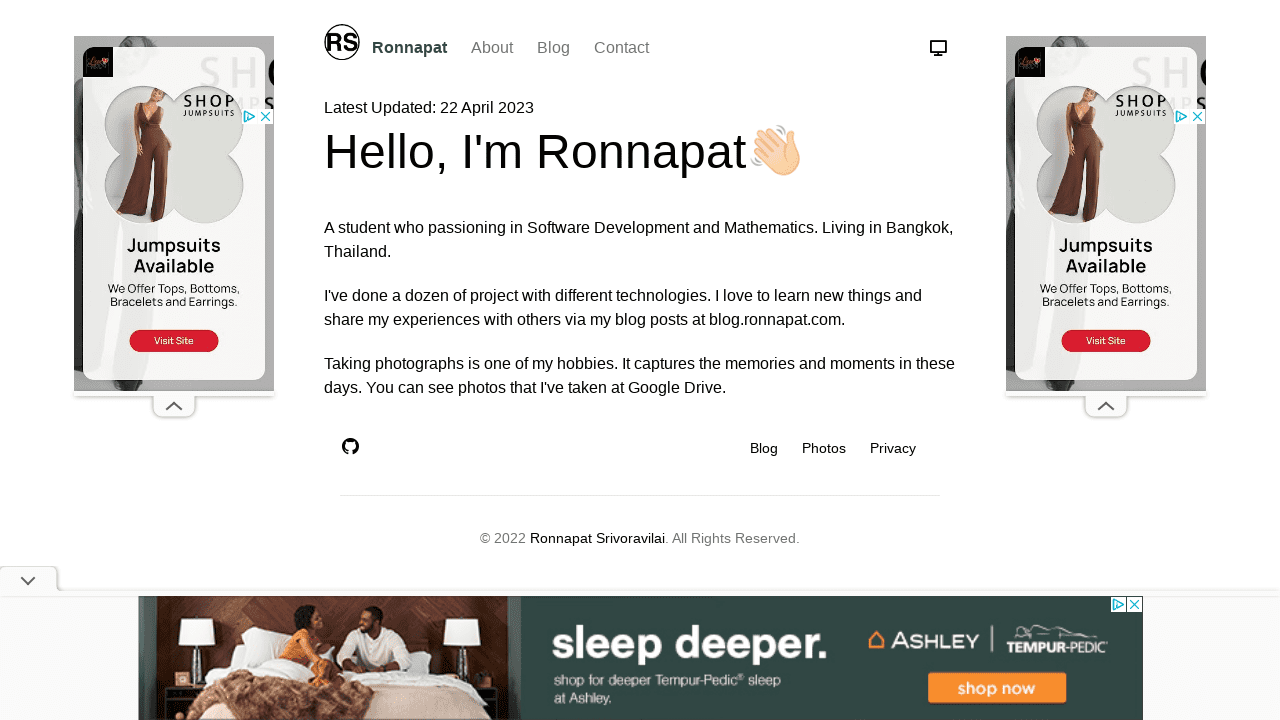 RS
Ronnapat About Blog Contact
Latest Updated: 22 April 2023
Hello, I'm Ronnapat👋🏻
A student who passioning in Software Development and Mathematics. Living in Bangkok,
Thailand.
I've done a dozen of project with different technologies. I love to learn new things and
share my experiences with others via my blog posts at blog.ronnapat.com.
Taking photographs is one of my hobbies. It captures the memories and moments in these
days. You can see photos that I've taken at Google Drive.
Blog Photos Privacy
© 2022 Ronnapat Srivoravilai. All Rights Reserved.
SHOP
SHOP
JUMPSUITS
Jumpsuits
Available
We Offer Tops, Bottoms,
Bracelets and Earrings.
Visit Site
SHOP
SHOP
JUMPSUITS
Jumpsuits
Available
We Offer Tops, Bottoms,
Bracelets and Earrings.
Visit Site
sleep deeper.
shop for deeper Tempur-Pedic® sleep
at Ashley.
ASHLEY | TEMPUR-PEDIC
shop now